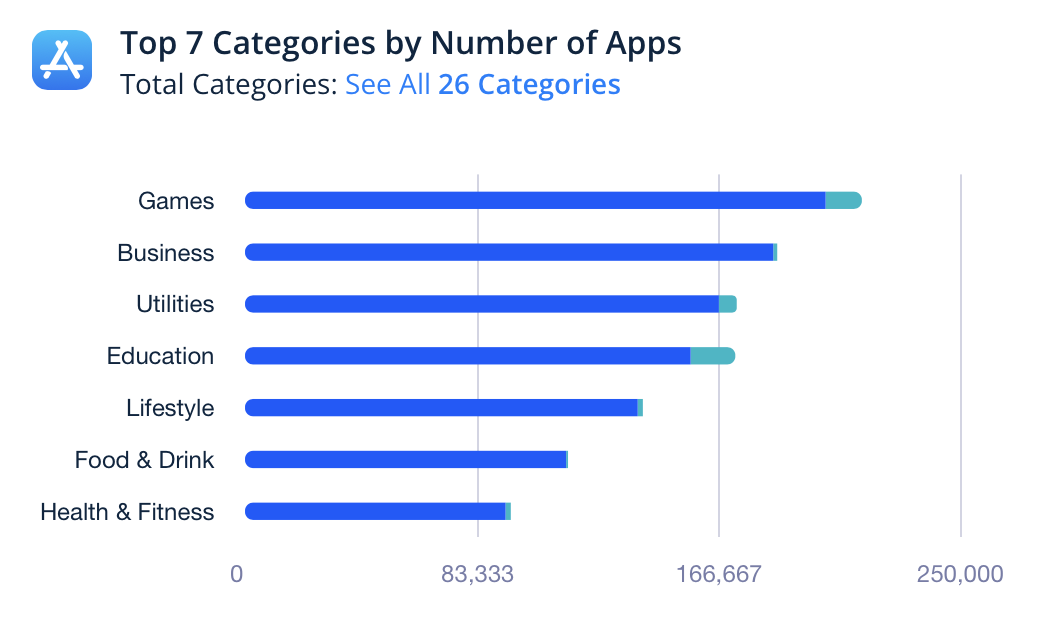 Top 7 Categories by Number of Apps
Total Categories: See All 26 Categories
Games
Business
Utilities
Education
Lifestyle
Food & Drink
Health & Fitness
0 83,333 166,667 250,000